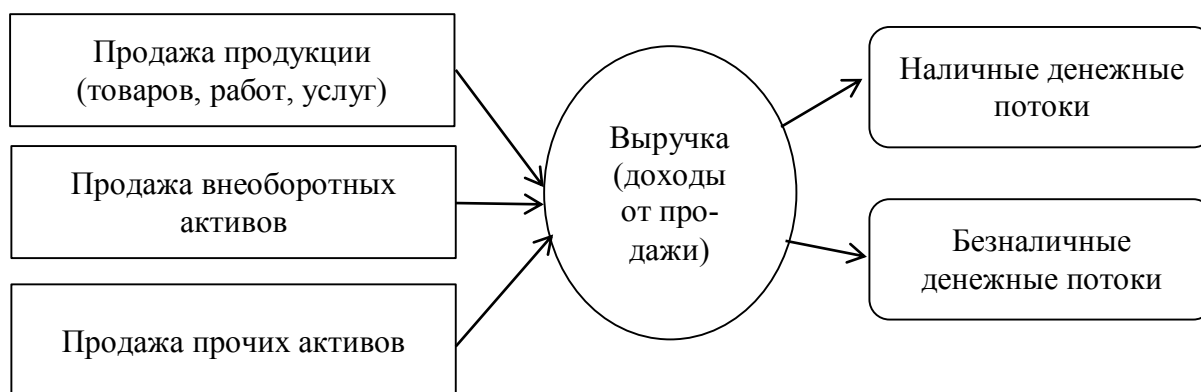 Продажа продукции
(товаров, работ, услуг)
Продажа внеоборотных
активов
Продажа прочих активов
Выручка
(доходы
от про-
дажи)
Наличные денежные
потоки
Безналичные
денежные потоки